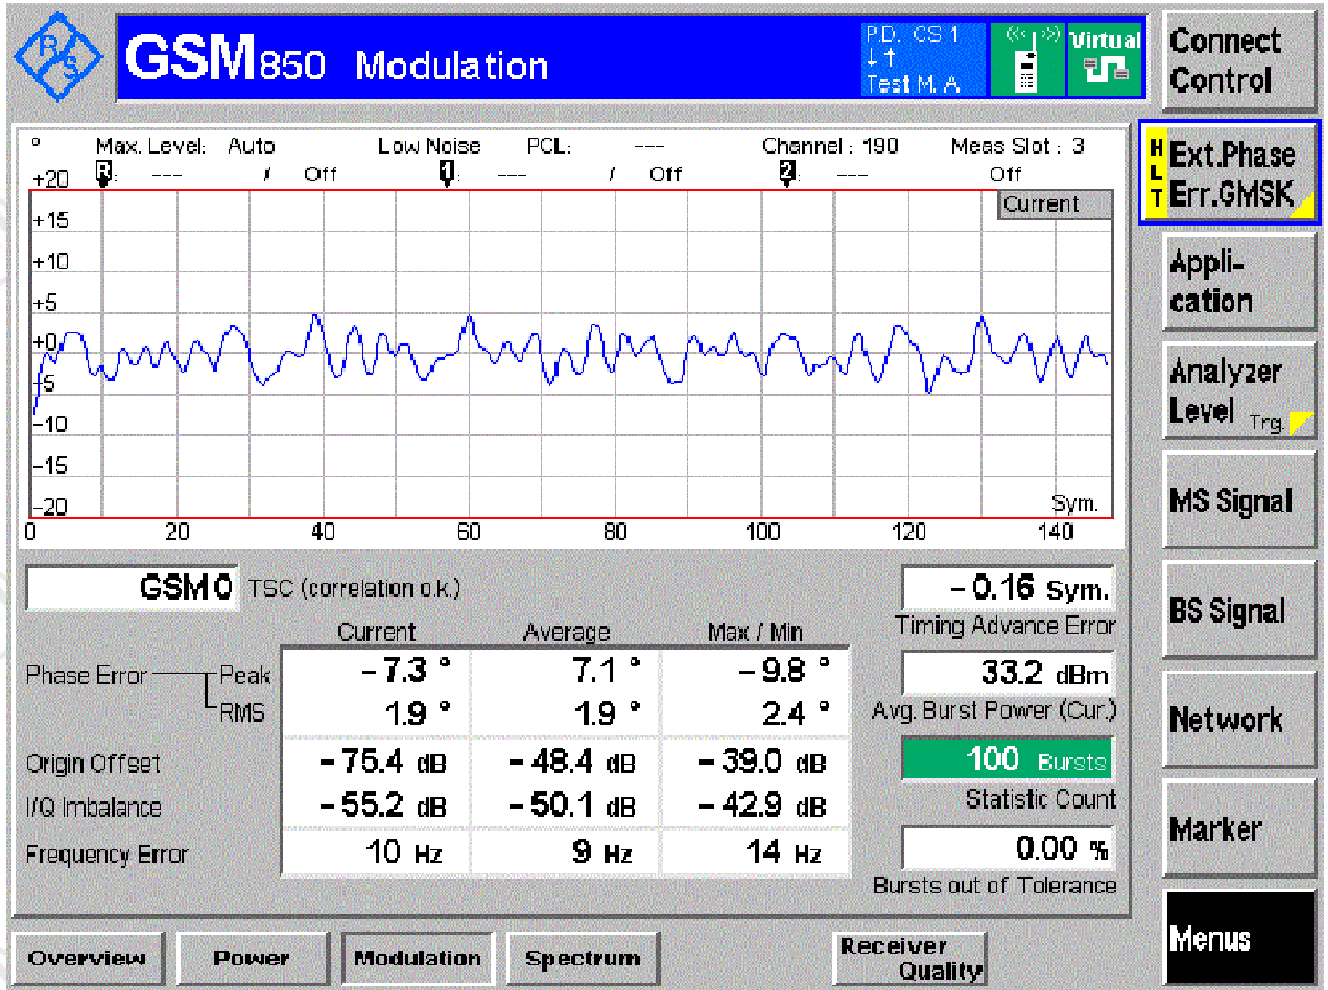 R S
GSM850 Modulation
P.D. CS 1
Test M. A.
Virtual
Connect
Control
° Max. Level: Auto Low Noise PCL: --- Channel : 190 Meas Slot : 3
R: --- / Off 1: --- / Off 2: --- Off
+20
Current
+15
+10
+5
+0
-5
-10
-15
-20
Sym.
0 20 40 60 80 100 120 140
HLT
Ext.Phase
Err.GMSK
Appli-
cation
Analyzer
Level Trg.
MS Signal
BS Signal
Network
Marker
Menus
GSM 0 TSC (correlation o.k.)
Current Average Max / Min
Phase Error Peak -7.3 ° 7.1 ° -9.8 °
RMS 1.9 ° 1.9 ° 2.4 °
Origin Offset -75.4 dB -48.4 dB -39.0 dB
I/Q Imbalance -55.2 dB -50.1 dB -42.9 dB
Frequency Error 10 Hz 9 Hz 14 Hz
-0.16 Sym.
Timing Advance Error
33.2 dBm
Avg. Burst Power (Cur.)
100 Bursts
Statistic Count
0.00 %
Bursts out of Tolerance
Overview Power Modulation Spectrum
Receiver
Quality